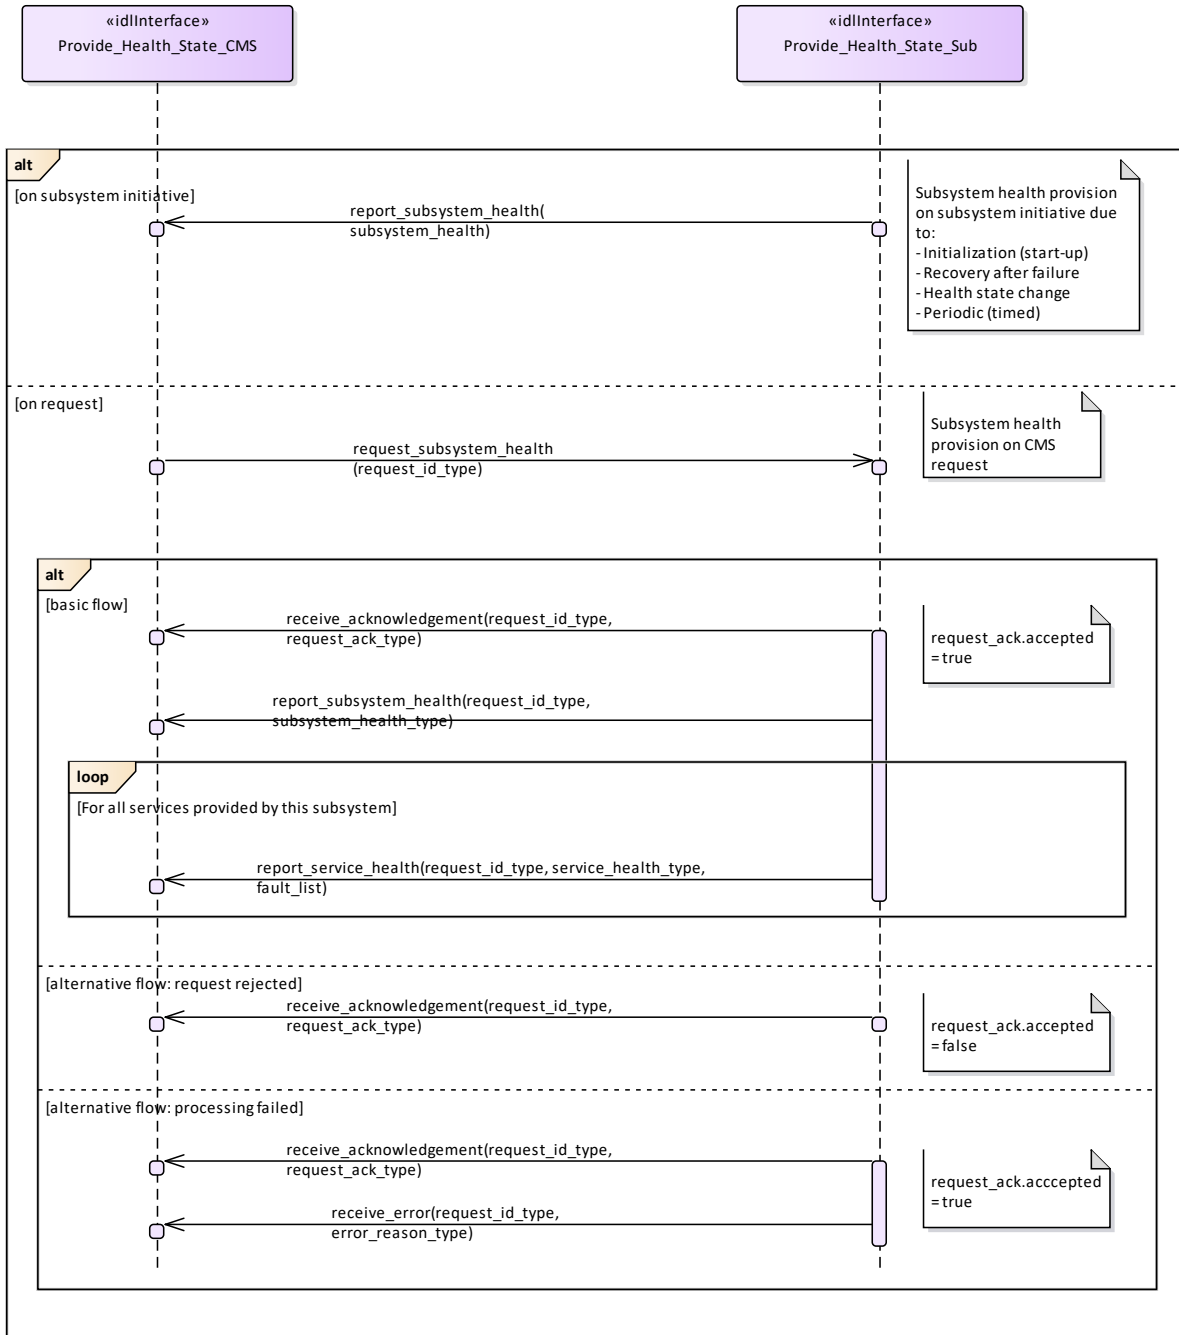 «idlInterface»
Provide_Health_State_CMS
«idlInterface»
Provide_Health_State_Sub
alt
[on subsystem initiative]
report_subsystem_health(
subsystem_health)
Subsystem health provision
on subsystem initiative due
to:
- Initialization (start-up)
- Recovery after failure
- Health state change
- Periodic (timed)
[on request]
request_subsystem_health
(request_id_type)
Subsystem health
provision on CMS
request
alt
[basic flow]
receive_acknowledgement(request_id_type,
request_ack_type)
request_ack.accepted
= true
report_subsystem_health(request_id_type,
subsystem_health_type)
loop
[For all services provided by this subsystem]
report_service_health(request_id_type, service_health_type,
fault_list)
[alternative flow: request rejected]
receive_acknowledgement(request_id_type,
request_ack_type)
request_ack.accepted
= false
[alternative flow: processing failed]
receive_acknowledgement(request_id_type,
request_ack_type)
request_ack.acccepted
= true
receive_error(request_id_type,
error_reason_type)